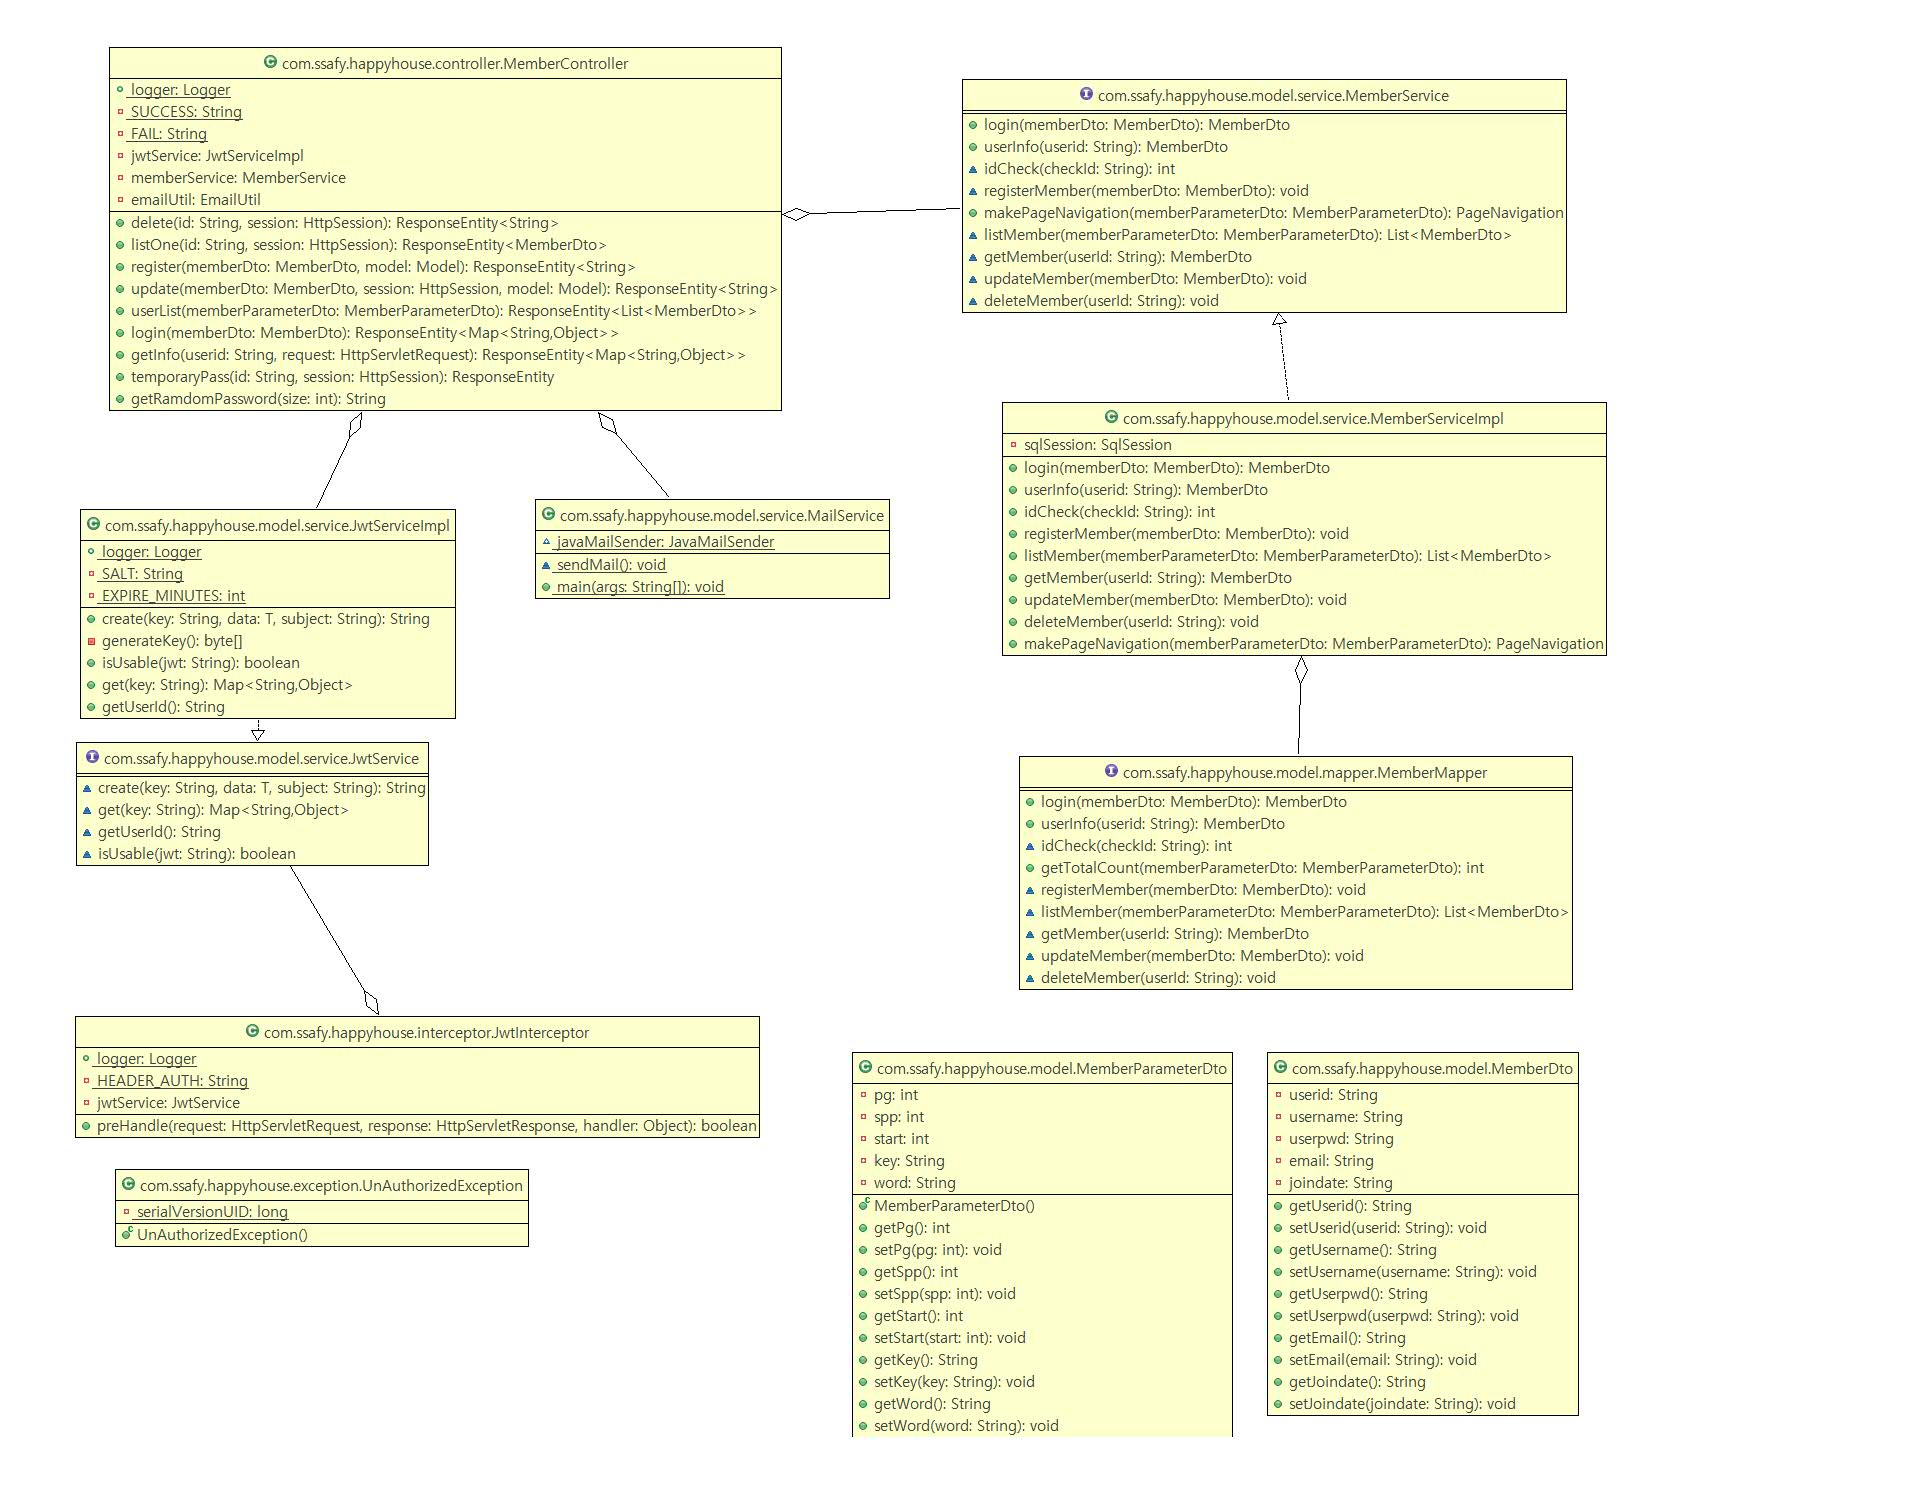 com.ssafy.happyhouse.controller.MemberController
logger: Logger
SUCCESS: String
FAIL: String
jwtService: JwtServiceImpl
memberService: MemberService
emailUtil: EmailUtil
delete(id: String, session: HttpSession): ResponseEntity<String>
listOne(id: String, session: HttpSession): ResponseEntity<MemberDto>
register(memberDto: MemberDto, model: Model): ResponseEntity<String>
update(memberDto: MemberDto, session: HttpSession, model: Model): ResponseEntity<String>
userList(memberParameterDto: MemberParameterDto): ResponseEntity<List<MemberDto>>
login(memberDto: MemberDto): ResponseEntity<Map<String,Object>>
getInfo(userid: String, request: HttpServletRequest): ResponseEntity<Map<String,Object>>
temporaryPass(id: String, session: HttpSession): ResponseEntity
getRamdomPassword(size: int): String
com.ssafy.happyhouse.model.service.MemberService
login(memberDto: MemberDto): MemberDto
userInfo(userid: String): MemberDto
idCheck(checkId: String): int
registerMember(memberDto: MemberDto): void
makePageNavigation(memberParameterDto: MemberParameterDto): PageNavigation
listMember(memberParameterDto: MemberParameterDto): List<MemberDto>
getMember(userId: String): MemberDto
updateMember(memberDto: MemberDto): void
deleteMember(userId: String): void
com.ssafy.happyhouse.model.service.MemberServiceImpl
sqlSession: SqlSession
login(memberDto: MemberDto): MemberDto
userInfo(userid: String): MemberDto
idCheck(checkId: String): int
registerMember(memberDto: MemberDto): void
listMember(memberParameterDto: MemberParameterDto): List<MemberDto>
getMember(userId: String): MemberDto
updateMember(memberDto: MemberDto): void
deleteMember(userId: String): void
makePageNavigation(memberParameterDto: MemberParameterDto): PageNavigation
com.ssafy.happyhouse.model.service.JwtServiceImpl
logger: Logger
SALT: String
EXPIRE_MINUTES: int
create(key: String, data: T, subject: String): String
generateKey(): byte[]
isUsable(jwt: String): boolean
get(key: String): Map<String,Object>
getUserId(): String
com.ssafy.happyhouse.model.service.MailService
javaMailSender: JavaMailSender
sendMail(): void
main(args: String[]): void
com.ssafy.happyhouse.model.service.JwtService
create(key: String, data: T, subject: String): String
get(key: String): Map<String,Object>
getUserId(): String
isUsable(jwt: String): boolean
com.ssafy.happyhouse.model.mapper.MemberMapper
login(memberDto: MemberDto): MemberDto
userInfo(userid: String): MemberDto
idCheck(checkId: String): int
getTotalCount(memberParameterDto: MemberParameterDto): int
registerMember(memberDto: MemberDto): void
listMember(memberParameterDto: MemberParameterDto): List<MemberDto>
getMember(userId: String): MemberDto
updateMember(memberDto: MemberDto): void
deleteMember(userId: String): void
com.ssafy.happyhouse.interceptor.JwtInterceptor
logger: Logger
HEADER_AUTH: String
jwtService: JwtService
preHandle(request: HttpServletRequest, response: HttpServletResponse, handler: Object): boolean
com.ssafy.happyhouse.exception.UnAuthorizedException
serialVersionUID: long
UnAuthorizedException()
com.ssafy.happyhouse.model.MemberParameterDto
pg: int
spp: int
start: int
key: String
word: String
MemberParameterDto()
getPg(): int
setPg(pg: int): void
getSpp(): int
setSpp(spp: int): void
getStart(): int
setStart(start: int): void
getKey(): String
setKey(key: String): void
getWord(): String
setWord(word: String): void
com.ssafy.happyhouse.model.MemberDto
userid: String
username: String
userpwd: String
email: String
joindate: String
getUserid(): String
setUserid(userid: String): void
getUsername(): String
setUsername(username: String): void
getUserpwd(): String
setUserpwd(userpwd: String): void
getEmail(): String
setEmail(email: String): void
getJoindate(): String
setJoindate(joindate: String): void